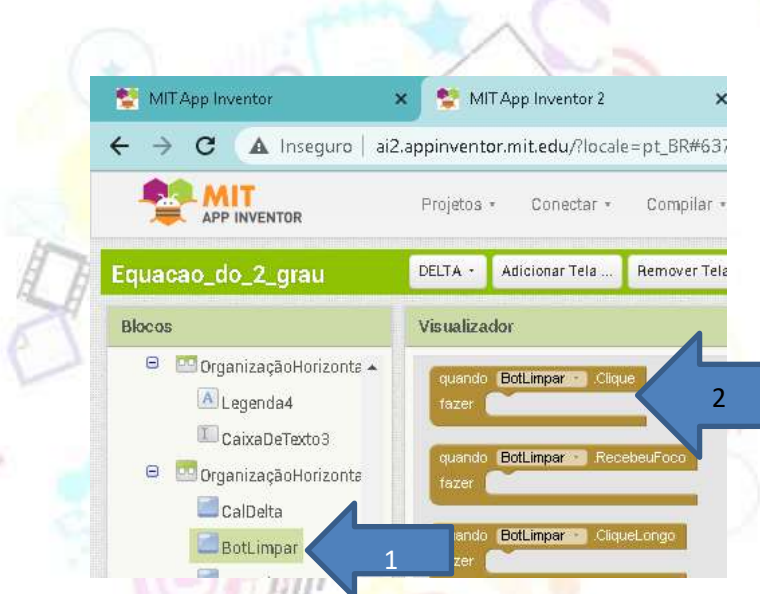 MIT App Inventor
MIT App Inventor 2
Inseguro | ai2.appinventor.mit.edu/?locale=pt_BR#637
MIT
APP INVENTOR
Projetos
Conectar
Compilar
Equacao_do_2_grau
DELTA
Adicionar Tela ...
Remover Tela
Blocos
Visualizador
OrganizaçãoHorizonta
Legenda4
CaixaDeTexto3
OrganizaçãoHorizonta
CalDelta
BotLimpar
quando BotLimpar .Clique
fazer
quando BotLimpar .RecebeuFoco
fazer
BotLimpar .CliqueLongo
1
2